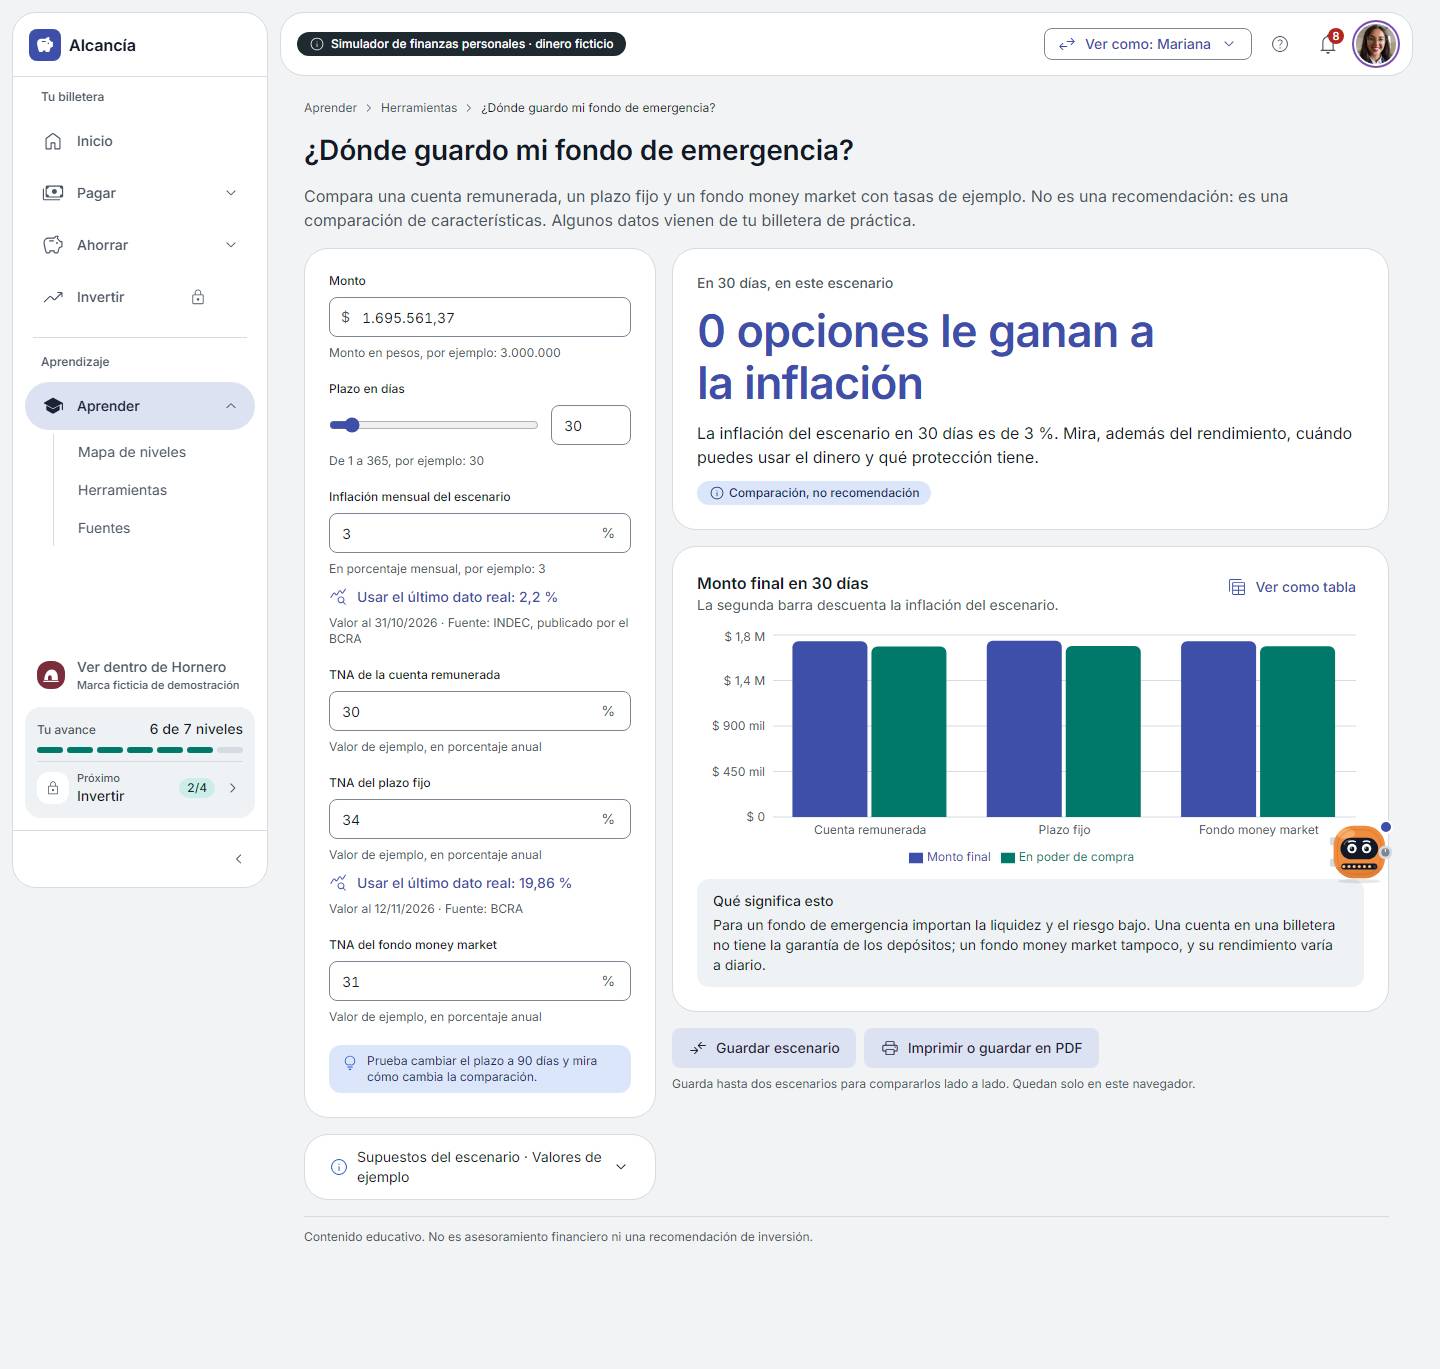 Alcancía
Tu billetera
Inicio
Pagar
Ahorrar
Invertir
Aprendizaje
Aprender
Mapa de niveles
Herramientas
Fuentes
Ver dentro de Hornero
Marca ficticia de demostración
Tu avance 6 de 7 niveles
Próximo
Invertir 2/4
Simulador de finanzas personales · dinero ficticio
Ver como: Mariana
8
Aprender > Herramientas > ¿Dónde guardo mi fondo de emergencia?
¿Dónde guardo mi fondo de emergencia?
Compara una cuenta remunerada, un plazo fijo y un fondo money market con tasas de ejemplo. No es una recomendación: es una
comparación de características. Algunos datos vienen de tu billetera de práctica.
Monto
$ 1.695.561,37
Monto en pesos, por ejemplo: 3.000.000
Plazo en días
30
De 1 a 365, por ejemplo: 30
Inflación mensual del escenario
3 %
En porcentaje mensual, por ejemplo: 3
Usar el último dato real: 2,2 %
Valor al 31/10/2026 · Fuente: INDEC, publicado por el
BCRA
TNA de la cuenta remunerada
30 %
Valor de ejemplo, en porcentaje anual
TNA del plazo fijo
34 %
Valor de ejemplo, en porcentaje anual
Usar el último dato real: 19,86 %
Valor al 12/11/2026 · Fuente: BCRA
TNA del fondo money market
31 %
Valor de ejemplo, en porcentaje anual
Prueba cambiar el plazo a 90 días y mira
cómo cambia la comparación.
Supuestos del escenario · Valores de
ejemplo
En 30 días, en este escenario
0 opciones le ganan a
la inflación
La inflación del escenario en 30 días es de 3 %. Mira, además del rendimiento, cuándo
puedes usar el dinero y qué protección tiene.
Comparación, no recomendación
Monto final en 30 días
La segunda barra descuenta la inflación del escenario.
Ver como tabla
$ 1,8 M
$ 1,4 M
$ 900 mil
$ 450 mil
$ 0
Cuenta remunerada Plazo fijo Fondo money market
Monto final En poder de compra
Qué significa esto
Para un fondo de emergencia importan la liquidez y el riesgo bajo. Una cuenta en una billetera
no tiene la garantía de los depósitos; un fondo money market tampoco, y su rendimiento varía
a diario.
Guardar escenario
Imprimir o guardar en PDF
Guarda hasta dos escenarios para compararlos lado a lado. Quedan solo en este navegador.
Contenido educativo. No es asesoramiento financiero ni una recomendación de inversión.